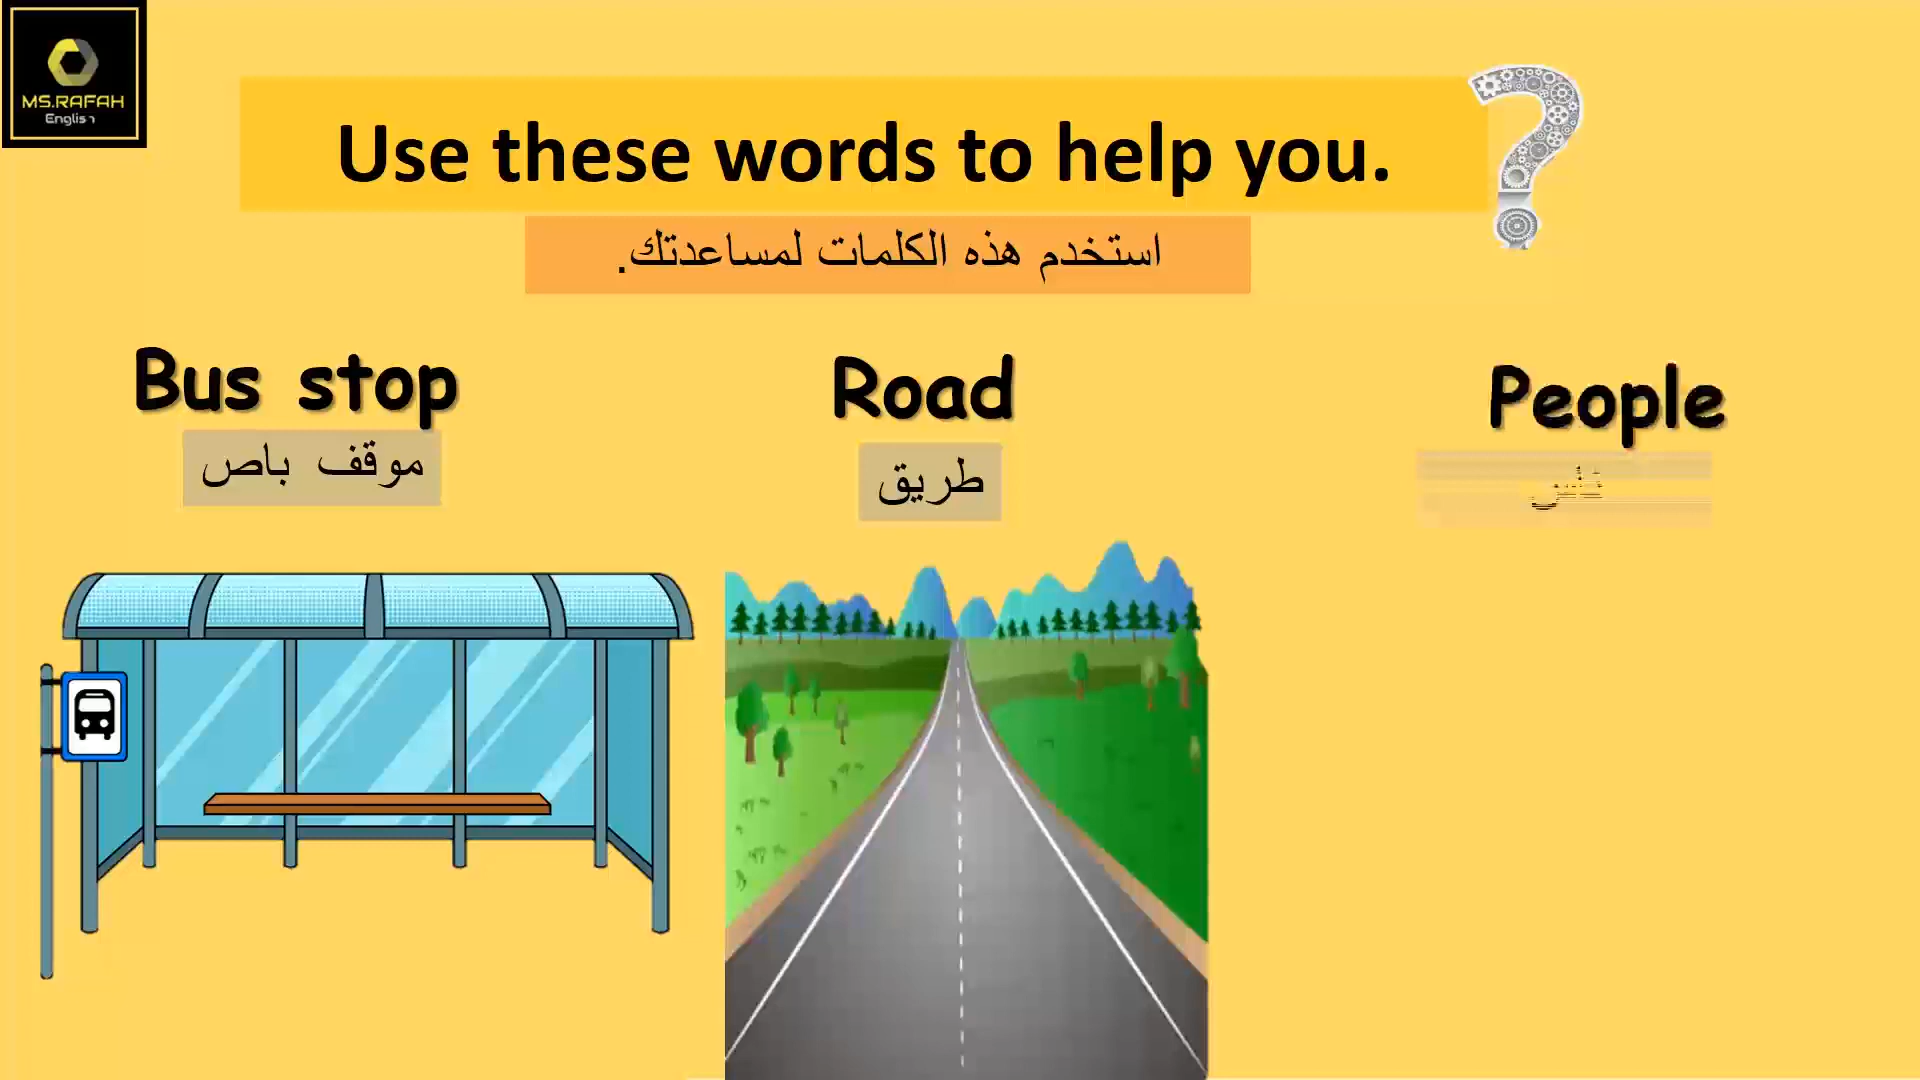 MS.RAFAH
English
Use these words to help you.
استخدم هذه الكلمات لمساعدتك.
Bus stop
موقف باص
Road
طريق
People